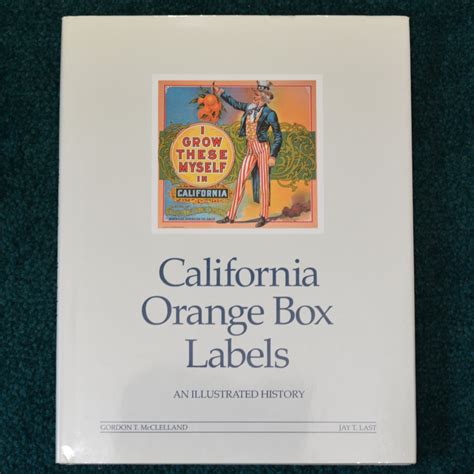 I
GROW
THESE
MYSELF
IN
CALIFORNIA
California
Orange Box
Labels
AN ILLUSTRATED HISTORY
GORDON T. McCLELLAND JAY T. LAST